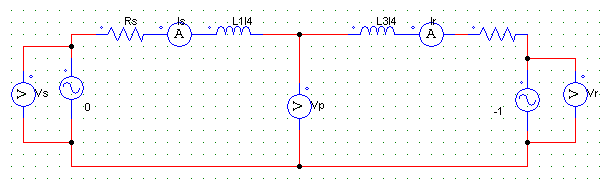 Rs Is L1l4 L3l4 Ir
A A
V Vs V Vp V Vr
0 -1